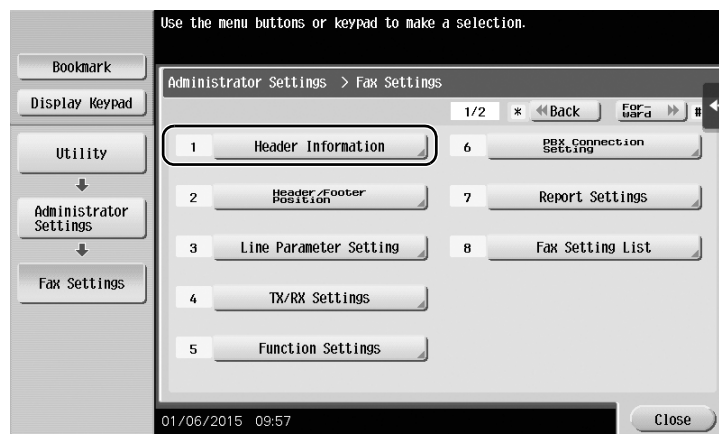 Use the menu buttons or keypad to make a selection.
Bookmark
Display Keypad
Utility
Administrator
Settings
Fax Settings
Administrator Settings > Fax Settings
1/2 * Back For-
ward #
1 Header Information
2 Header/Footer
Position
3 Line Parameter Setting
4 TX/RX Settings
5 Function Settings
6 PBX Connection
Setting
7 Report Settings
8 Fax Setting List
01/06/2015 09:57
Close